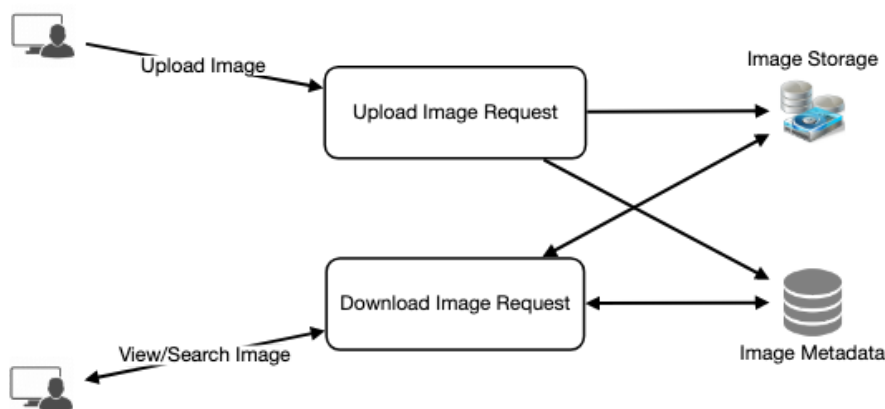 Upload Image
Image Storage
Upload Image Request
Download Image Request
View/Search Image
Image Metadata